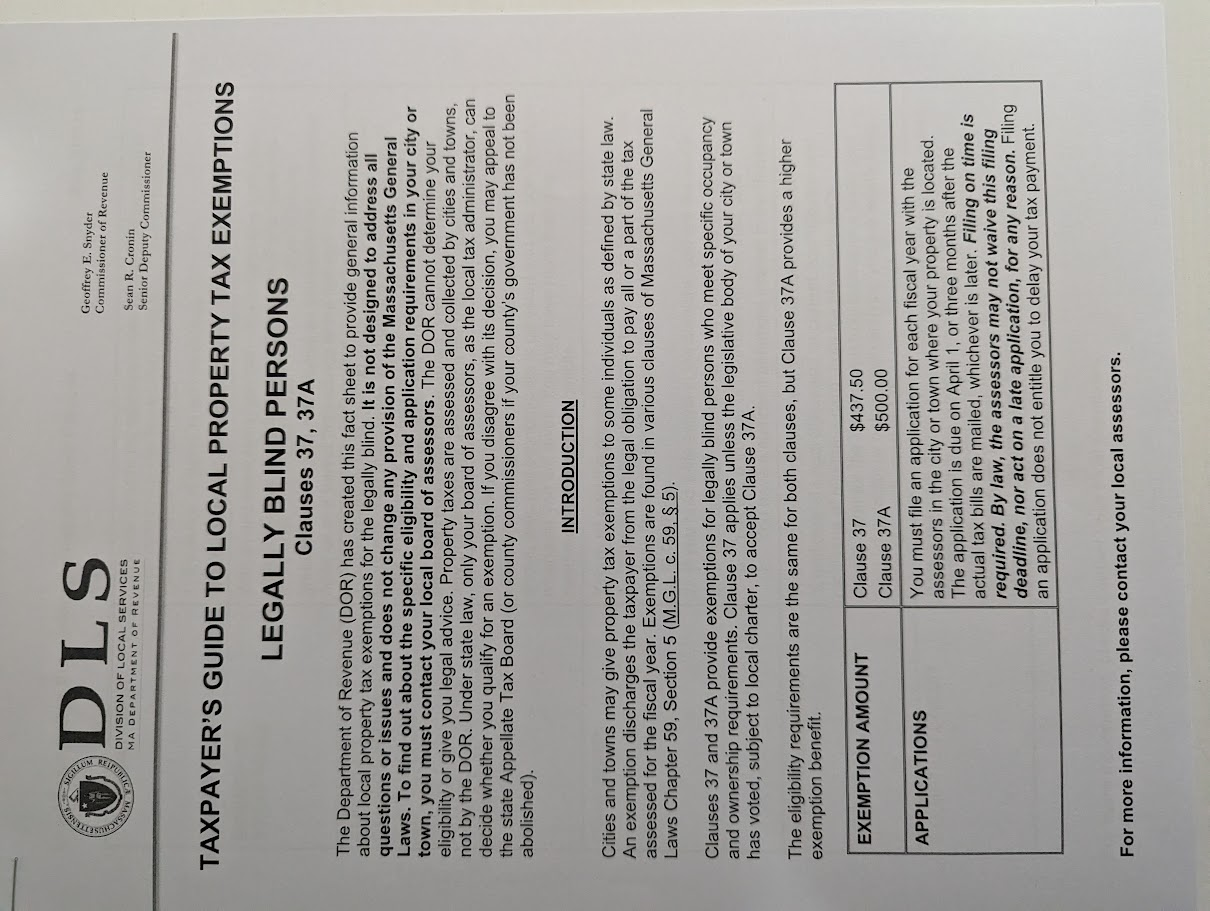 DLS
DIVISION OF LOCAL SERVICES
MA DEPARTMENT OF REVENUE
Geoffrey E. Snyder
Commissioner of Revenue
Sean R. Cronin
Senior Deputy Commissioner
TAXPAYER'S GUIDE TO LOCAL PROPERTY TAX EXEMPTIONS
LEGALLY BLIND PERSONS
Clauses 37, 37A
The Department of Revenue (DOR) has created this fact sheet to provide general information
about local property tax exemptions for the legally blind. It is not designed to address all
questions or issues and does not change any provision of the Massachusetts General
Laws. To find out about the specific eligibility and application requirements in your city or
town, you must contact your local board of assessors. The DOR cannot determine your
eligibility or give you legal advice. Property taxes are assessed and collected by cities and towns,
not by the DOR. Under state law, only your board of assessors, as the local tax administrator, can
decide whether you qualify for an exemption. If you disagree with its decision, you may appeal to
the state Appellate Tax Board (or county commissioners if your county's government has not been
abolished).
INTRODUCTION
Cities and towns may give property tax exemptions to some individuals as defined by state law.
An exemption discharges the taxpayer from the legal obligation to pay all or a part of the tax
assessed for the fiscal year. Exemptions are found in various clauses of Massachusetts General
Laws Chapter 59, Section 5 (M.G.L. c. 59, § 5).
Clauses 37 and 37A provide exemptions for legally blind persons who meet specific occupancy
and ownership requirements. Clause 37 applies unless the legislative body of your city or town
has voted, subject to local charter, to accept Clause 37A.
The eligibility requirements are the same for both clauses, but Clause 37A provides a higher
exemption benefit.
EXEMPTION AMOUNT
Clause 37 $437.50
Clause 37A $500.00
APPLICATIONS
You must file an application for each fiscal year with the
assessors in the city or town where your property is located.
The application is due on April 1, or three months after the
actual tax bills are mailed, whichever is later. Filing on time is
required. By law, the assessors may not waive this filing
deadline, nor act on a late application, for any reason. Filing
an application does not entitle you to delay your tax payment.
For more information, please contact your local assessors.